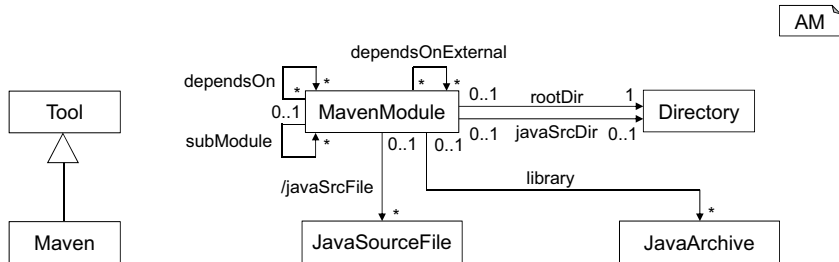 AM
dependsOnExternal
dependsOn
*
*
*
*
0..1
0..1
rootDir
1
Tool
MavenModule
Directory
subModule
*
0..1
0..1
0..1
javaSrcDir
0..1
/javaSrcFile
library
*
*
Maven
JavaSourceFile
JavaArchive